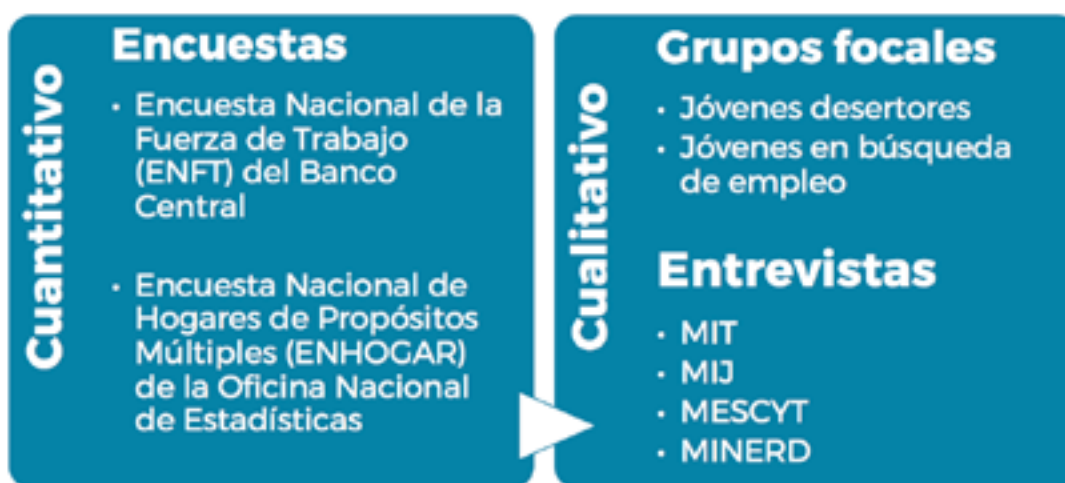 Cuantitativo
Encuestas
• Encuesta Nacional de la
Fuerza de Trabajo
(ENFT) del Banco
Central
• Encuesta Nacional de
Hogares de Propósitos
Múltiples (ENHOGAR)
de la Oficina Nacional
de Estadísticas
Cualitativo
Grupos focales
• Jóvenes desertores
• Jóvenes en búsqueda
de empleo
Entrevistas
• MIT
• MIJ
• MESCYT
• MINERD